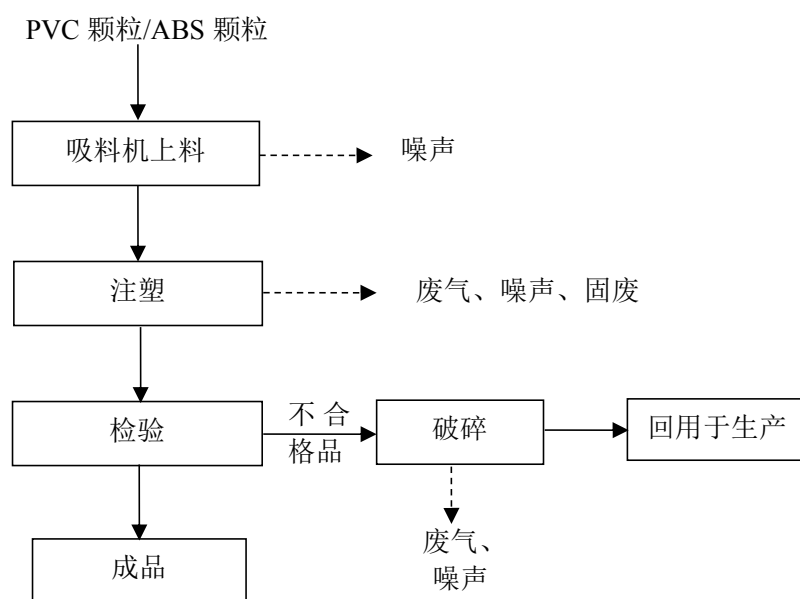 PVC 颗粒/ABS 颗粒
吸料机上料
噪声
注塑
废气、噪声、固废
检验
不 合
格品
破碎
回用于生产
废气、
噪声
成品